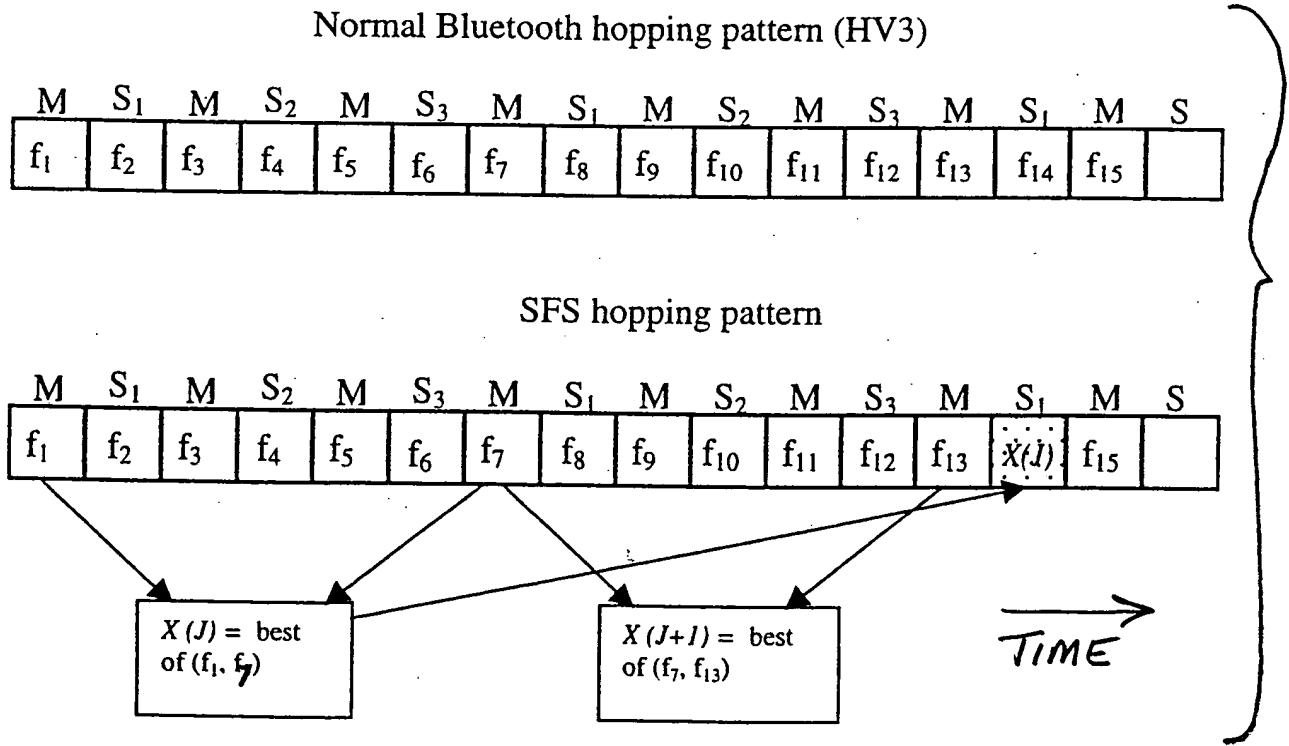 Normal Bluetooth hopping pattern (HV3)
M S₁ M S₂ M S₃ M S₁ M S₂ M S₃ M S₁ M S
f₁ f₂ f₃ f₄ f₅ f₆ f₇ f₈ f₉ f₁₀ f₁₁ f₁₂ f₁₃ f₁₄ f₁₅
SFS hopping pattern
M S₁ M S₂ M S₃ M S₁ M S₂ M S₃ M S₁ M S
f₁ f₂ f₃ f₄ f₅ f₆ f₇ f₈ f₉ f₁₀ f₁₁ f₁₂ f₁₃ X(J) f₁₅
X(J) = best
of (f₁, f₇)
X(J+1) = best
of (f₇, f₁₃)
TIME